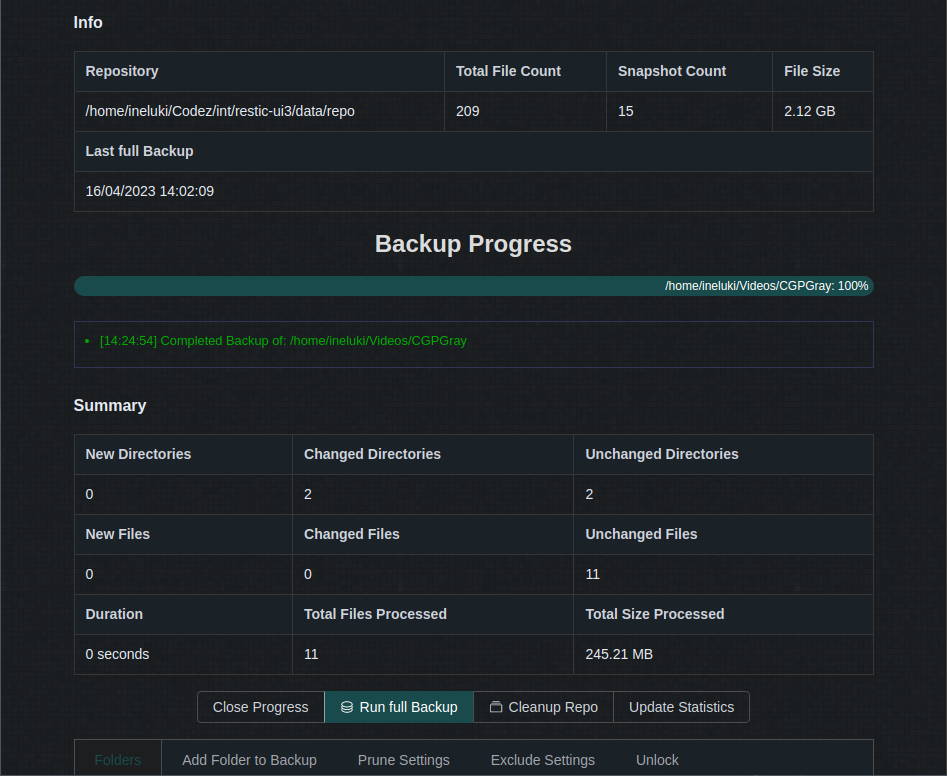 Info
Repository Total File Count Snapshot Count File Size
/home/ineluki/Codez/int/restic-ui3/data/repo 209 15 2.12 GB
Last full Backup
16/04/2023 14:02:09
Backup Progress
/home/ineluki/Videos/CGPGray: 100%
• [14:24:54] Completed Backup of: /home/ineluki/Videos/CGPGray
Summary
New Directories Changed Directories Unchanged Directories
0 2 2
New Files Changed Files Unchanged Files
0 0 11
Duration Total Files Processed Total Size Processed
0 seconds 11 245.21 MB
Close Progress Run full Backup Cleanup Repo Update Statistics
Folders Add Folder to Backup Prune Settings Exclude Settings Unlock